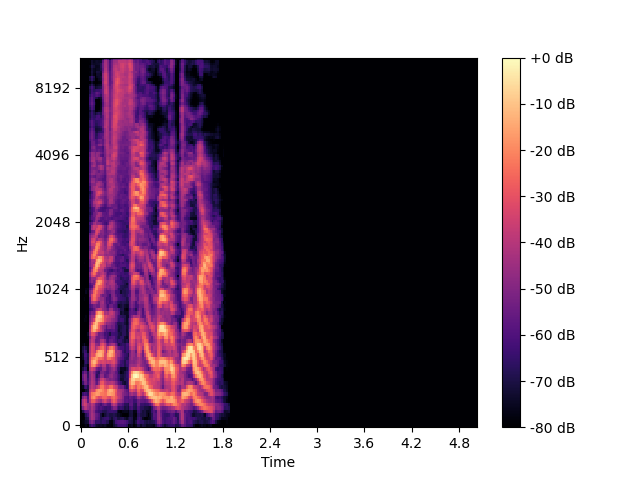 +0 dB
8192
-10 dB
4096
-20 dB
-30 dB
2048
Hz
-40 dB
1024
-50 dB
512
-60 dB
-70 dB
0
-80 dB
0 0.6 1.2 1.8 2.4 3 3.6 4.2 4.8
Time